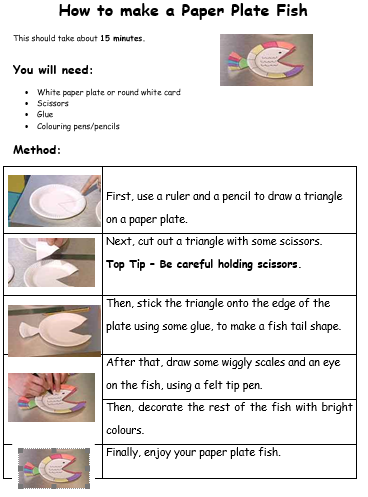 How to make a Paper Plate Fish
This should take about 15 minutes.
You will need:
• White paper plate or round white card
• Scissors
• Glue
• Colouring pens/pencils
Method:
First, use a ruler and a pencil to draw a triangle
on a paper plate.
Next, cut out a triangle with some scissors.
Top Tip – Be careful holding scissors.
Then, stick the triangle onto the edge of the
plate using some glue, to make a fish tail shape.
After that, draw some wiggly scales and an eye
on the fish, using a felt tip pen.
Then, decorate the rest of the fish with bright
colours.
Finally, enjoy your paper plate fish.